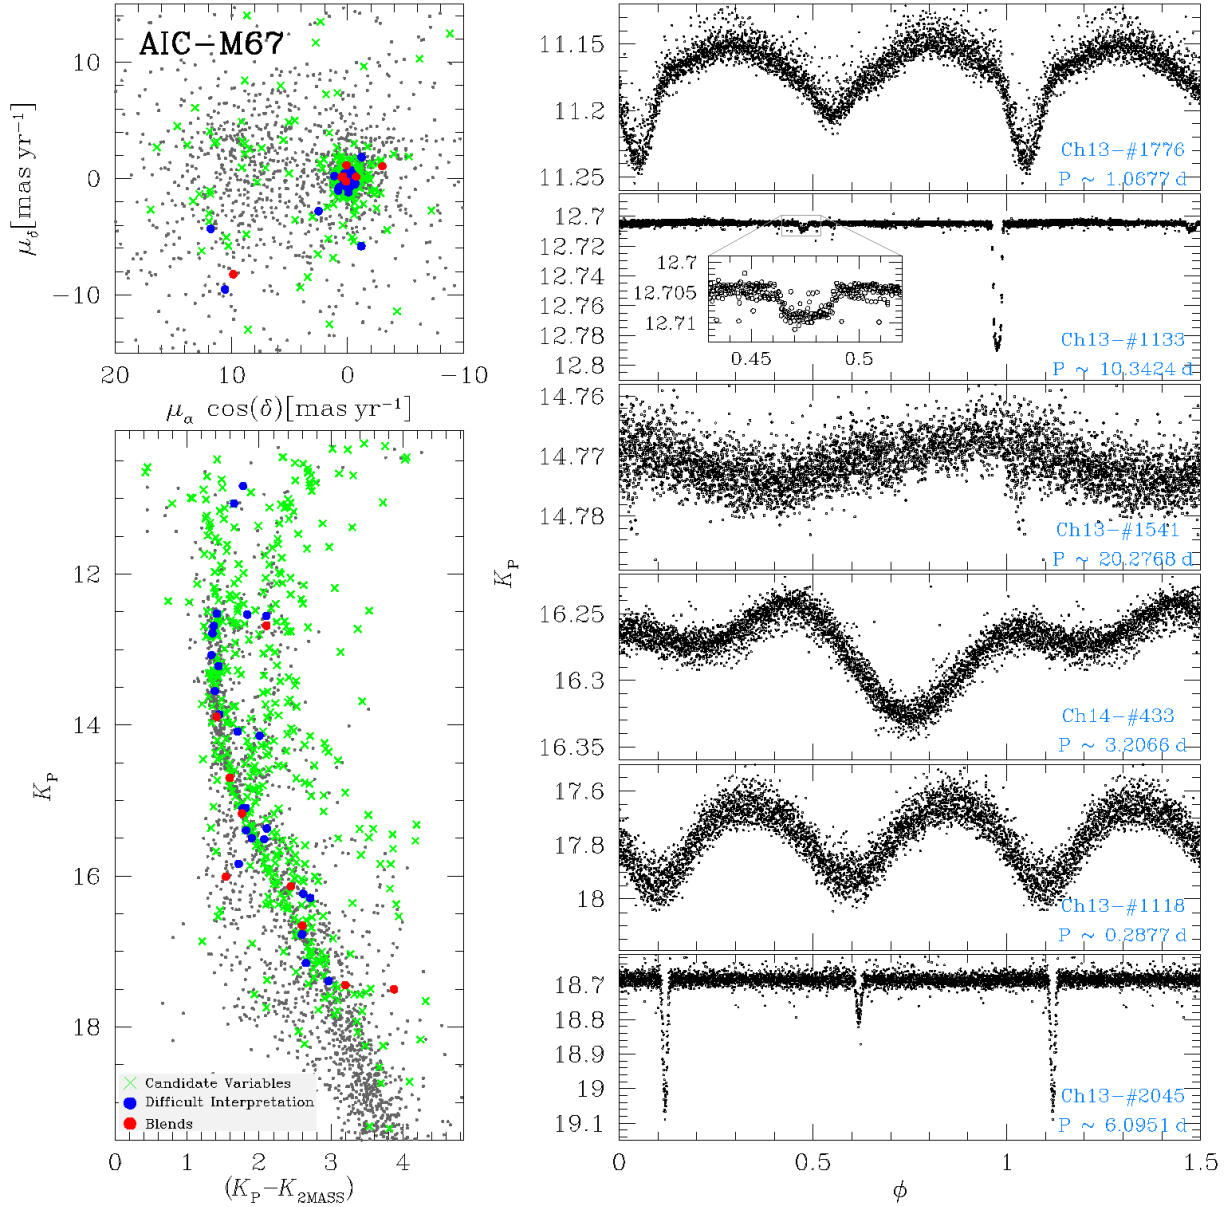 AIC-M67
μδ[mas yr⁻¹]
10
0
−10
20
10
0
−10
μα cos(δ)[mas yr⁻¹]
KP
12
14
16
18
× Candidate Variables
● Difficult Interpretation
● Blends
0
1
2
3
4
(KP−K2MASS)
KP
11.15
11.2
11.25
Ch13-#1776
P ~ 1.0677 d
12.7
12.72
12.74
12.76
12.78
12.8
12.7
12.705
12.71
0.45
0.5
Ch13-#1133
P ~ 10.3424 d
14.76
14.77
14.78
Ch13-#1541
P ~ 20.2768 d
16.25
16.3
16.35
Ch14-#433
P ~ 3.2066 d
17.6
17.8
18
Ch13-#1118
P ~ 0.2877 d
18.7
18.8
18.9
19
19.1
Ch13-#2045
P ~ 6.0951 d
0
0.5
1
1.5
ϕ